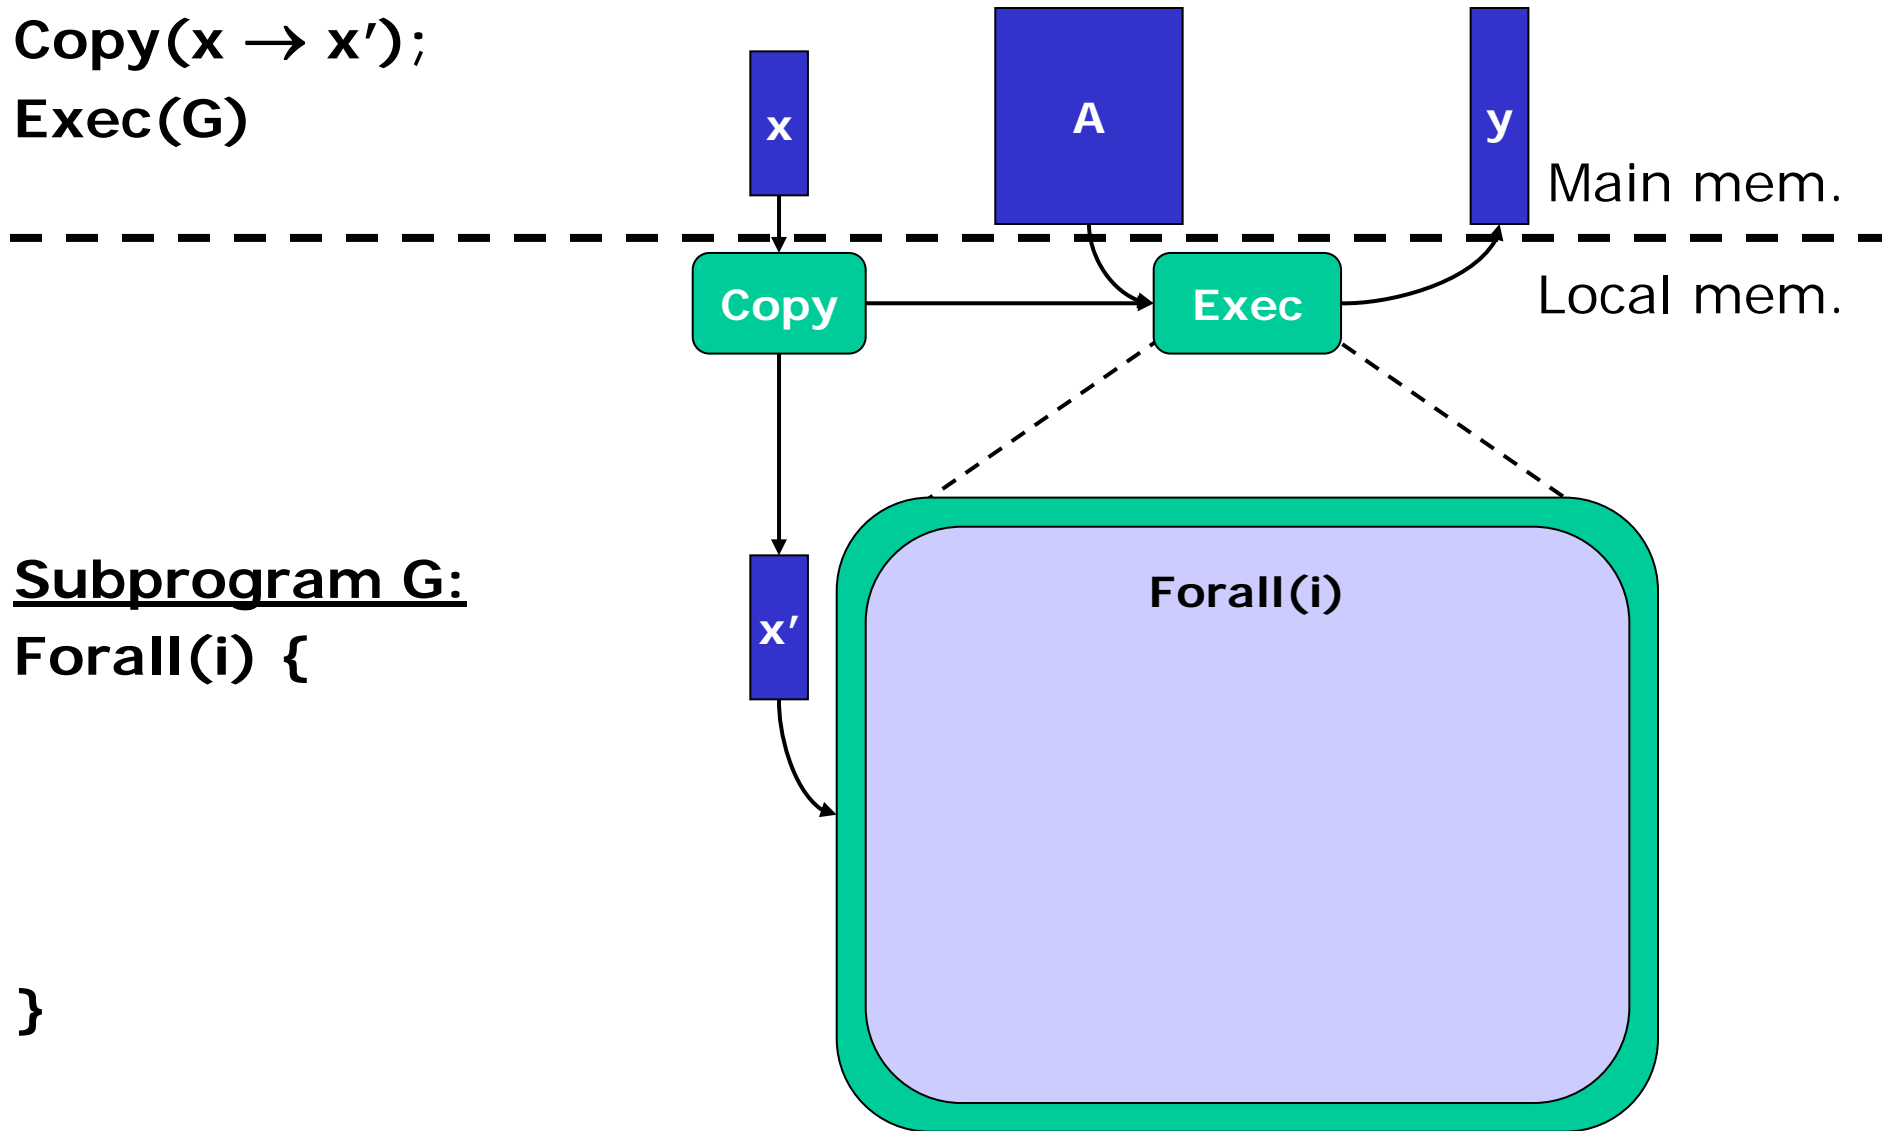 Copy(x → x′);
Exec(G)
x
A
y
Main mem.
Local mem.
Copy
Exec
Subprogram G:
Forall(i) {
x′
Forall(i)
}